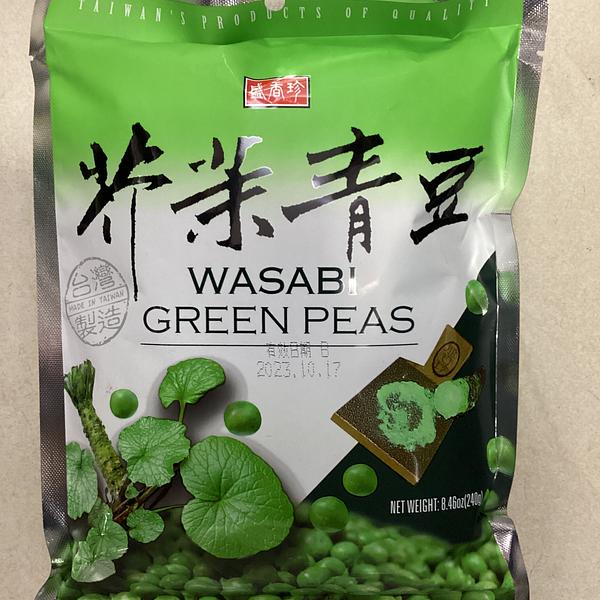 TAIWAN'S PRODUCTS OF QUALITY
盛香珍
芥茉青豆
WASABI
GREEN PEAS
台灣
MADE IN TAIWAN
製造
有效日期 日
2023.10.17
NET WEIGHT: 8.46oz(240g)